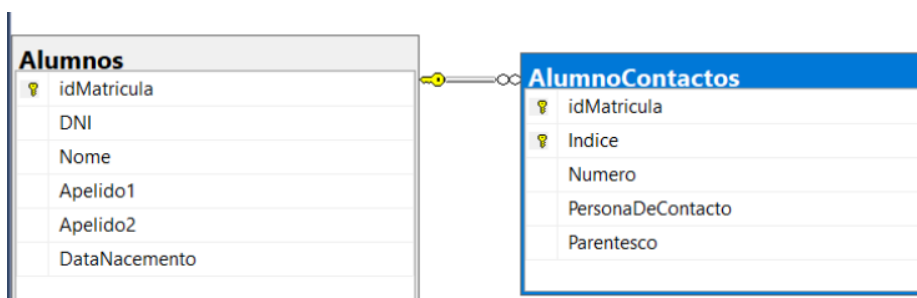 Alumnos
idMatricula
DNI
Nome
Apelido1
Apelido2
DataNacemento
AlumnoContactos
idMatricula
Indice
Numero
PersonaDeContacto
Parentesco